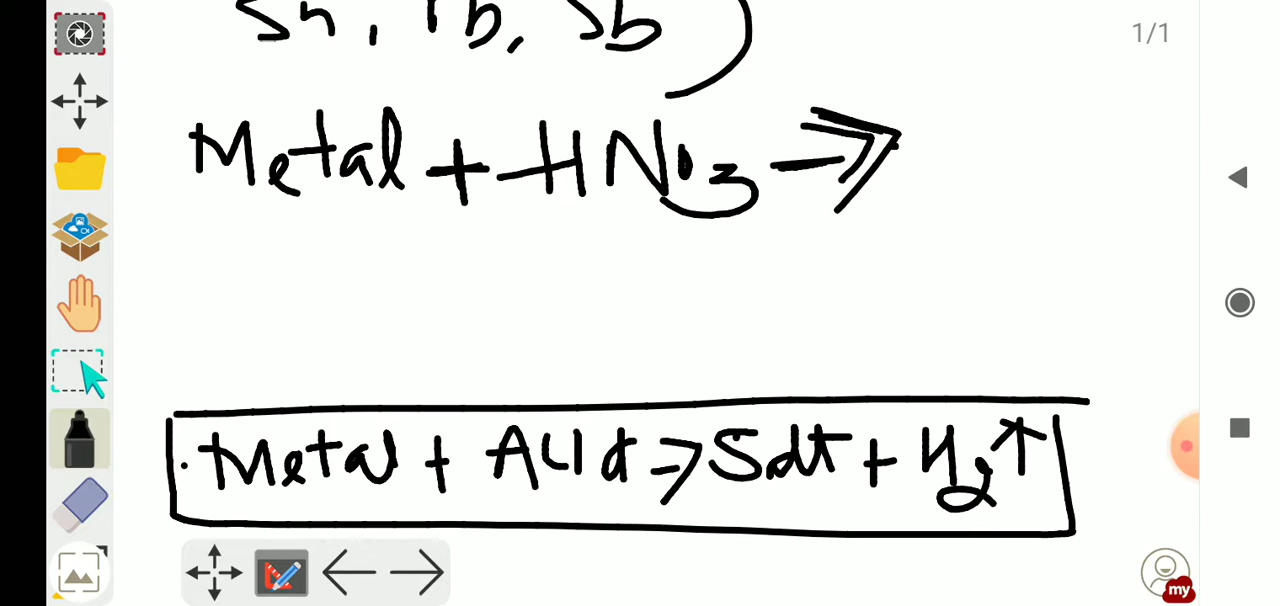 Sn, Pb, Sb)
1/1
Metal + HNO3 →
Metal + Acid → Salt + H2↑
my